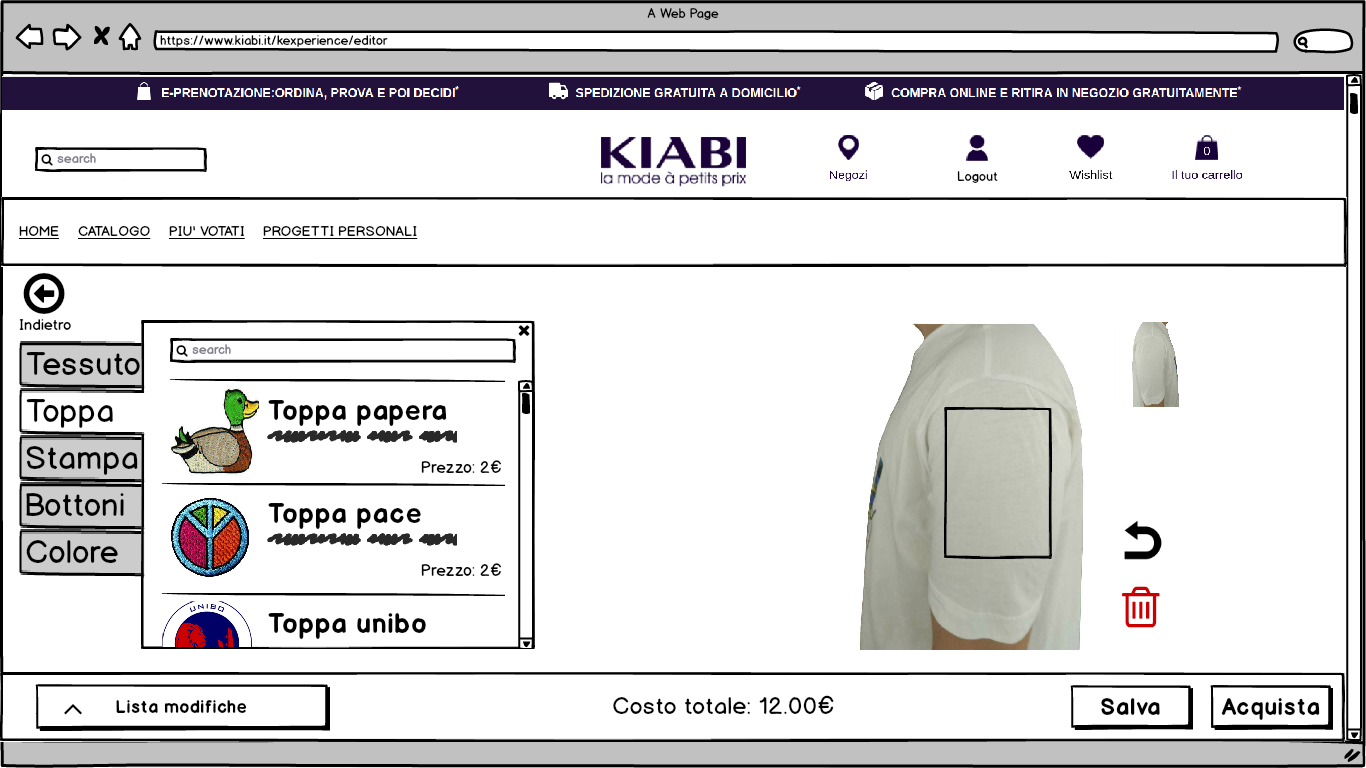 A Web Page
https://www.kiabi.it/kexperience/editor
E-PRENOTAZIONE:ORDINA, PROVA E POI DECIDI*
SPEDIZIONE GRATUITA A DOMICILIO*
COMPRA ONLINE E RITIRA IN NEGOZIO GRATUITAMENTE*
search
KIABI
la mode à petits prix
Negozi
Logout
Wishlist
0
Il tuo carrello
HOME
CATALOGO
PIU' VOTATI
PROGETTI PERSONALI
Indietro
Tessuto
Toppa
Stampa
Bottoni
Colore
search
Toppa papera
Prezzo: 2€
Toppa pace
Prezzo: 2€
UNIBO
Toppa unibo
Lista modifiche
Costo totale: 12.00€
Salva
Acquista